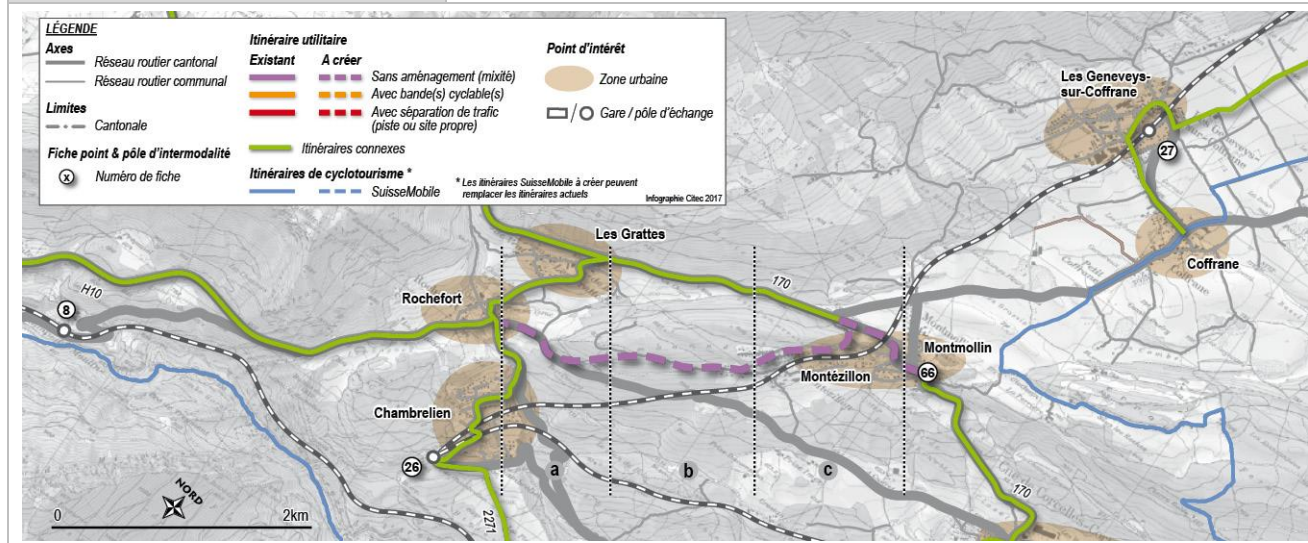 LÉGENDE
Axes
Réseau routier cantonal
Réseau routier communal
Limites
Cantonale
Fiche point & pôle d'intermodalité
x Numéro de fiche
Itinéraire utilitaire
Existant A créer
Sans aménagement (mixité)
Avec bande(s) cyclable(s)
Avec séparation de trafic
(piste ou site propre)
Itinéraires connexes
Itinéraires de cyclotourisme *
SuisseMobile
* Les itinéraires SuisseMobile à créer peuvent
remplacer les itinéraires actuels
Point d'intérêt
Zone urbaine
/ Gare / pôle d'échange
Infographie Citec 2017
Les Geneveys-
sur-Coffrane
27
Coffrane
Les Grattes
170
Rochefort
H10
8
Montmollin
66
Montézillon
Chambrelien
26
a
b
c
170
2271
NORD
0 2km